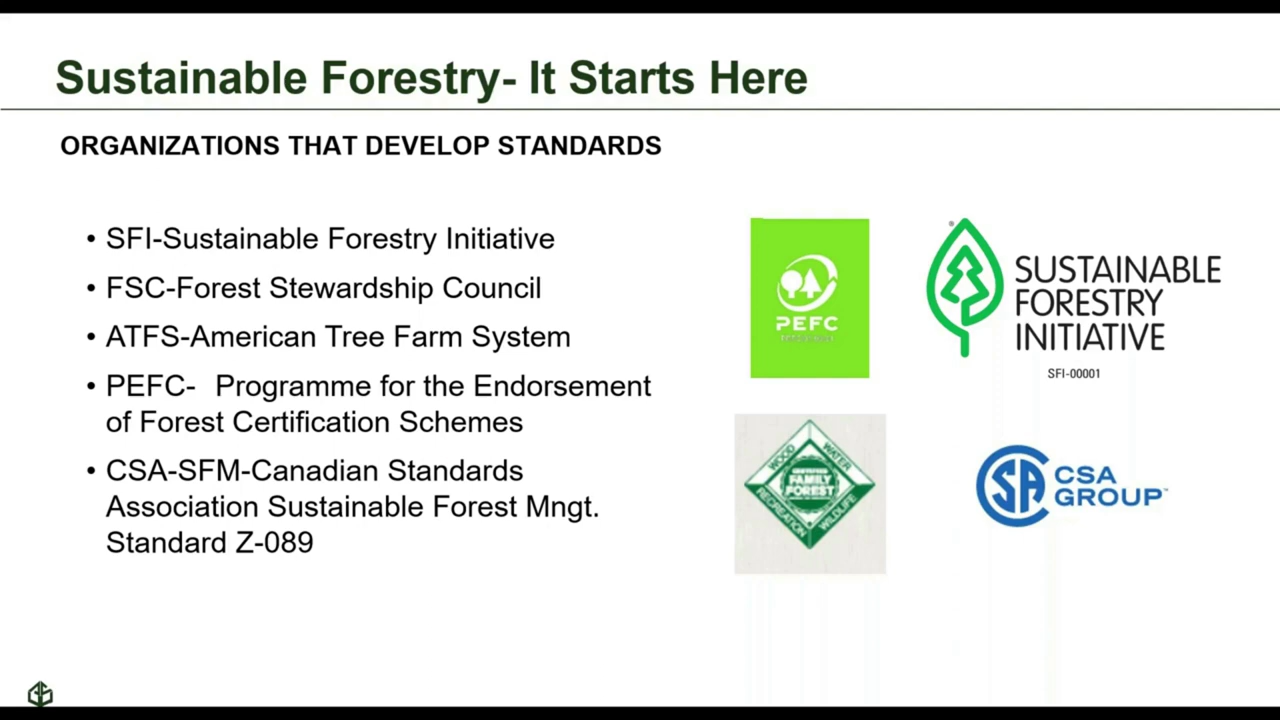 Sustainable Forestry- It Starts Here
ORGANIZATIONS THAT DEVELOP STANDARDS
• SFI-Sustainable Forestry Initiative
• FSC-Forest Stewardship Council
• ATFS-American Tree Farm System
• PEFC- Programme for the Endorsement
of Forest Certification Schemes
• CSA-SFM-Canadian Standards
Association Sustainable Forest Mngt.
Standard Z-089
PEFC
SUSTAINABLE
FORESTRY
INITIATIVE
SFI-00001
WOOD
WATER
FAMILY
FOREST
RECREATION
WILDLIFE
CSA
GROUP™